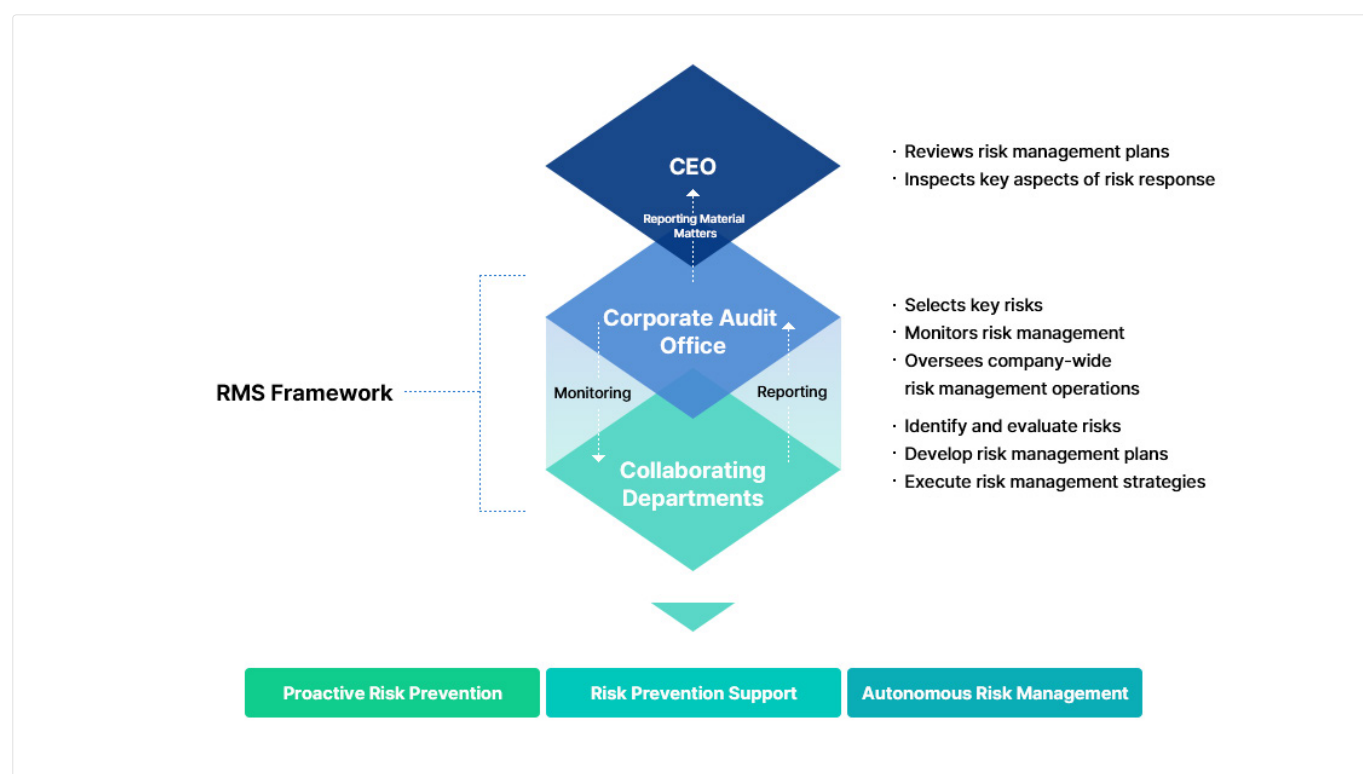 CEO
Reporting Material
Matters
· Reviews risk management plans
· Inspects key aspects of risk response
RMS Framework
Corporate Audit
Office
Monitoring
Reporting
· Selects key risks
· Monitors risk management
· Oversees company-wide
risk management operations
Collaborating
Departments
· Identify and evaluate risks
· Develop risk management plans
· Execute risk management strategies
Proactive Risk Prevention
Risk Prevention Support
Autonomous Risk Management